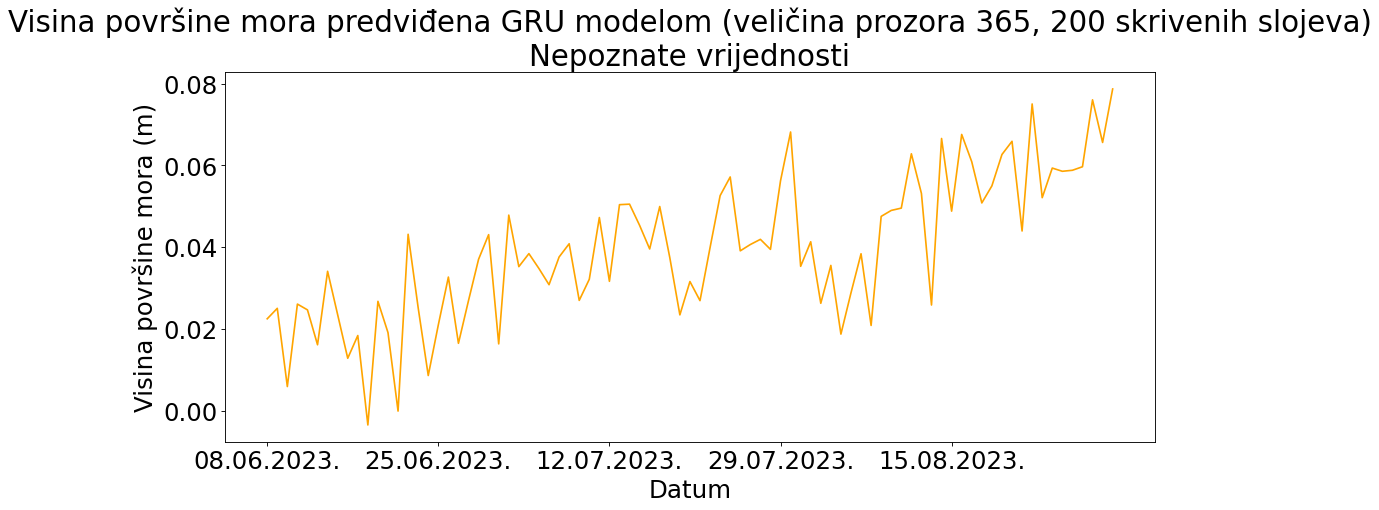 Visina površine mora predviđena GRU modelom (veličina prozora 365, 200 skrivenih slojeva)
Nepoznate vrijednosti
Visina površine mora (m)
0.08
0.06
0.04
0.02
0.00
08.06.2023. 25.06.2023. 12.07.2023. 29.07.2023. 15.08.2023.
Datum